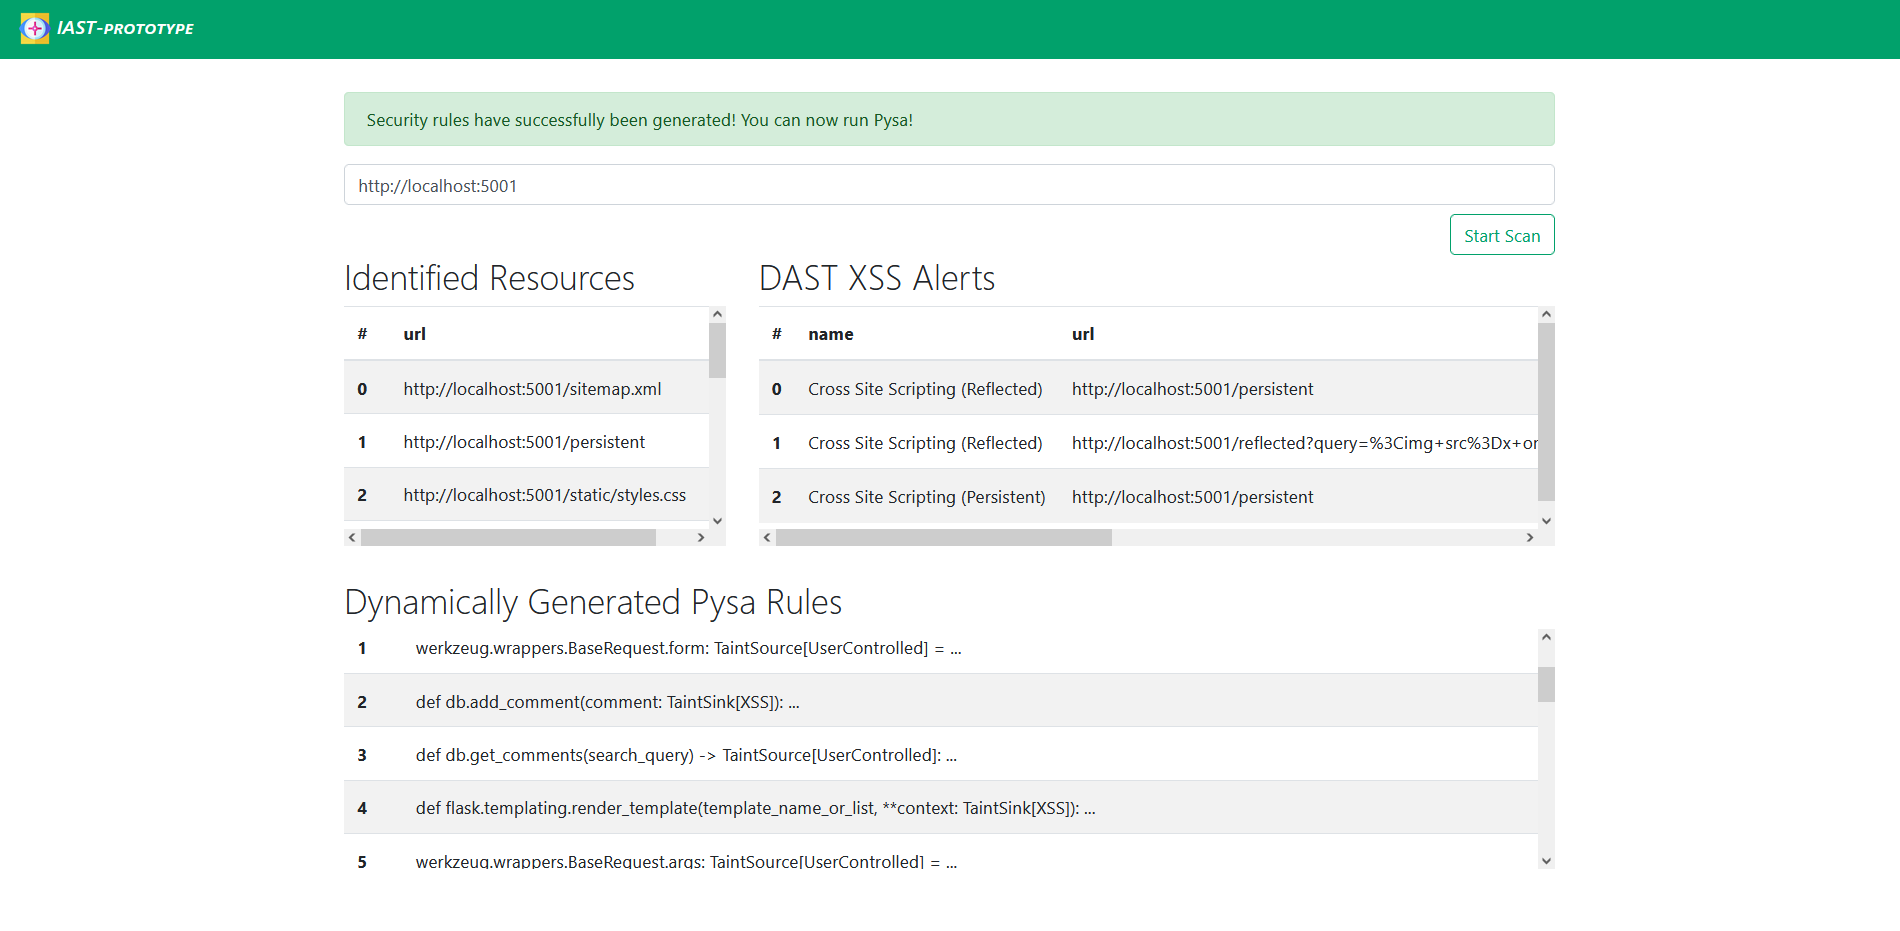 IAST-PROTOTYPE
Security rules have successfully been generated! You can now run Pysa!
http://localhost:5001
Start Scan
Identified Resources
# url
0 http://localhost:5001/sitemap.xml
1 http://localhost:5001/persistent
2 http://localhost:5001/static/styles.css
DAST XSS Alerts
# name url
0 Cross Site Scripting (Reflected) http://localhost:5001/persistent
1 Cross Site Scripting (Reflected) http://localhost:5001/reflected?query=%3Cimg+src%3Dx+or
2 Cross Site Scripting (Persistent) http://localhost:5001/persistent
Dynamically Generated Pysa Rules
1 werkzeug.wrappers.BaseRequest.form: TaintSource[UserControlled] = ...
2 def db.add_comment(comment: TaintSink[XSS]): ...
3 def db.get_comments(search_query) -> TaintSource[UserControlled]: ...
4 def flask.templating.render_template(template_name_or_list, **context: TaintSink[XSS]): ...
5 werkzeug.wrappers.BaseRequest.args: TaintSource[UserControlled] = ...